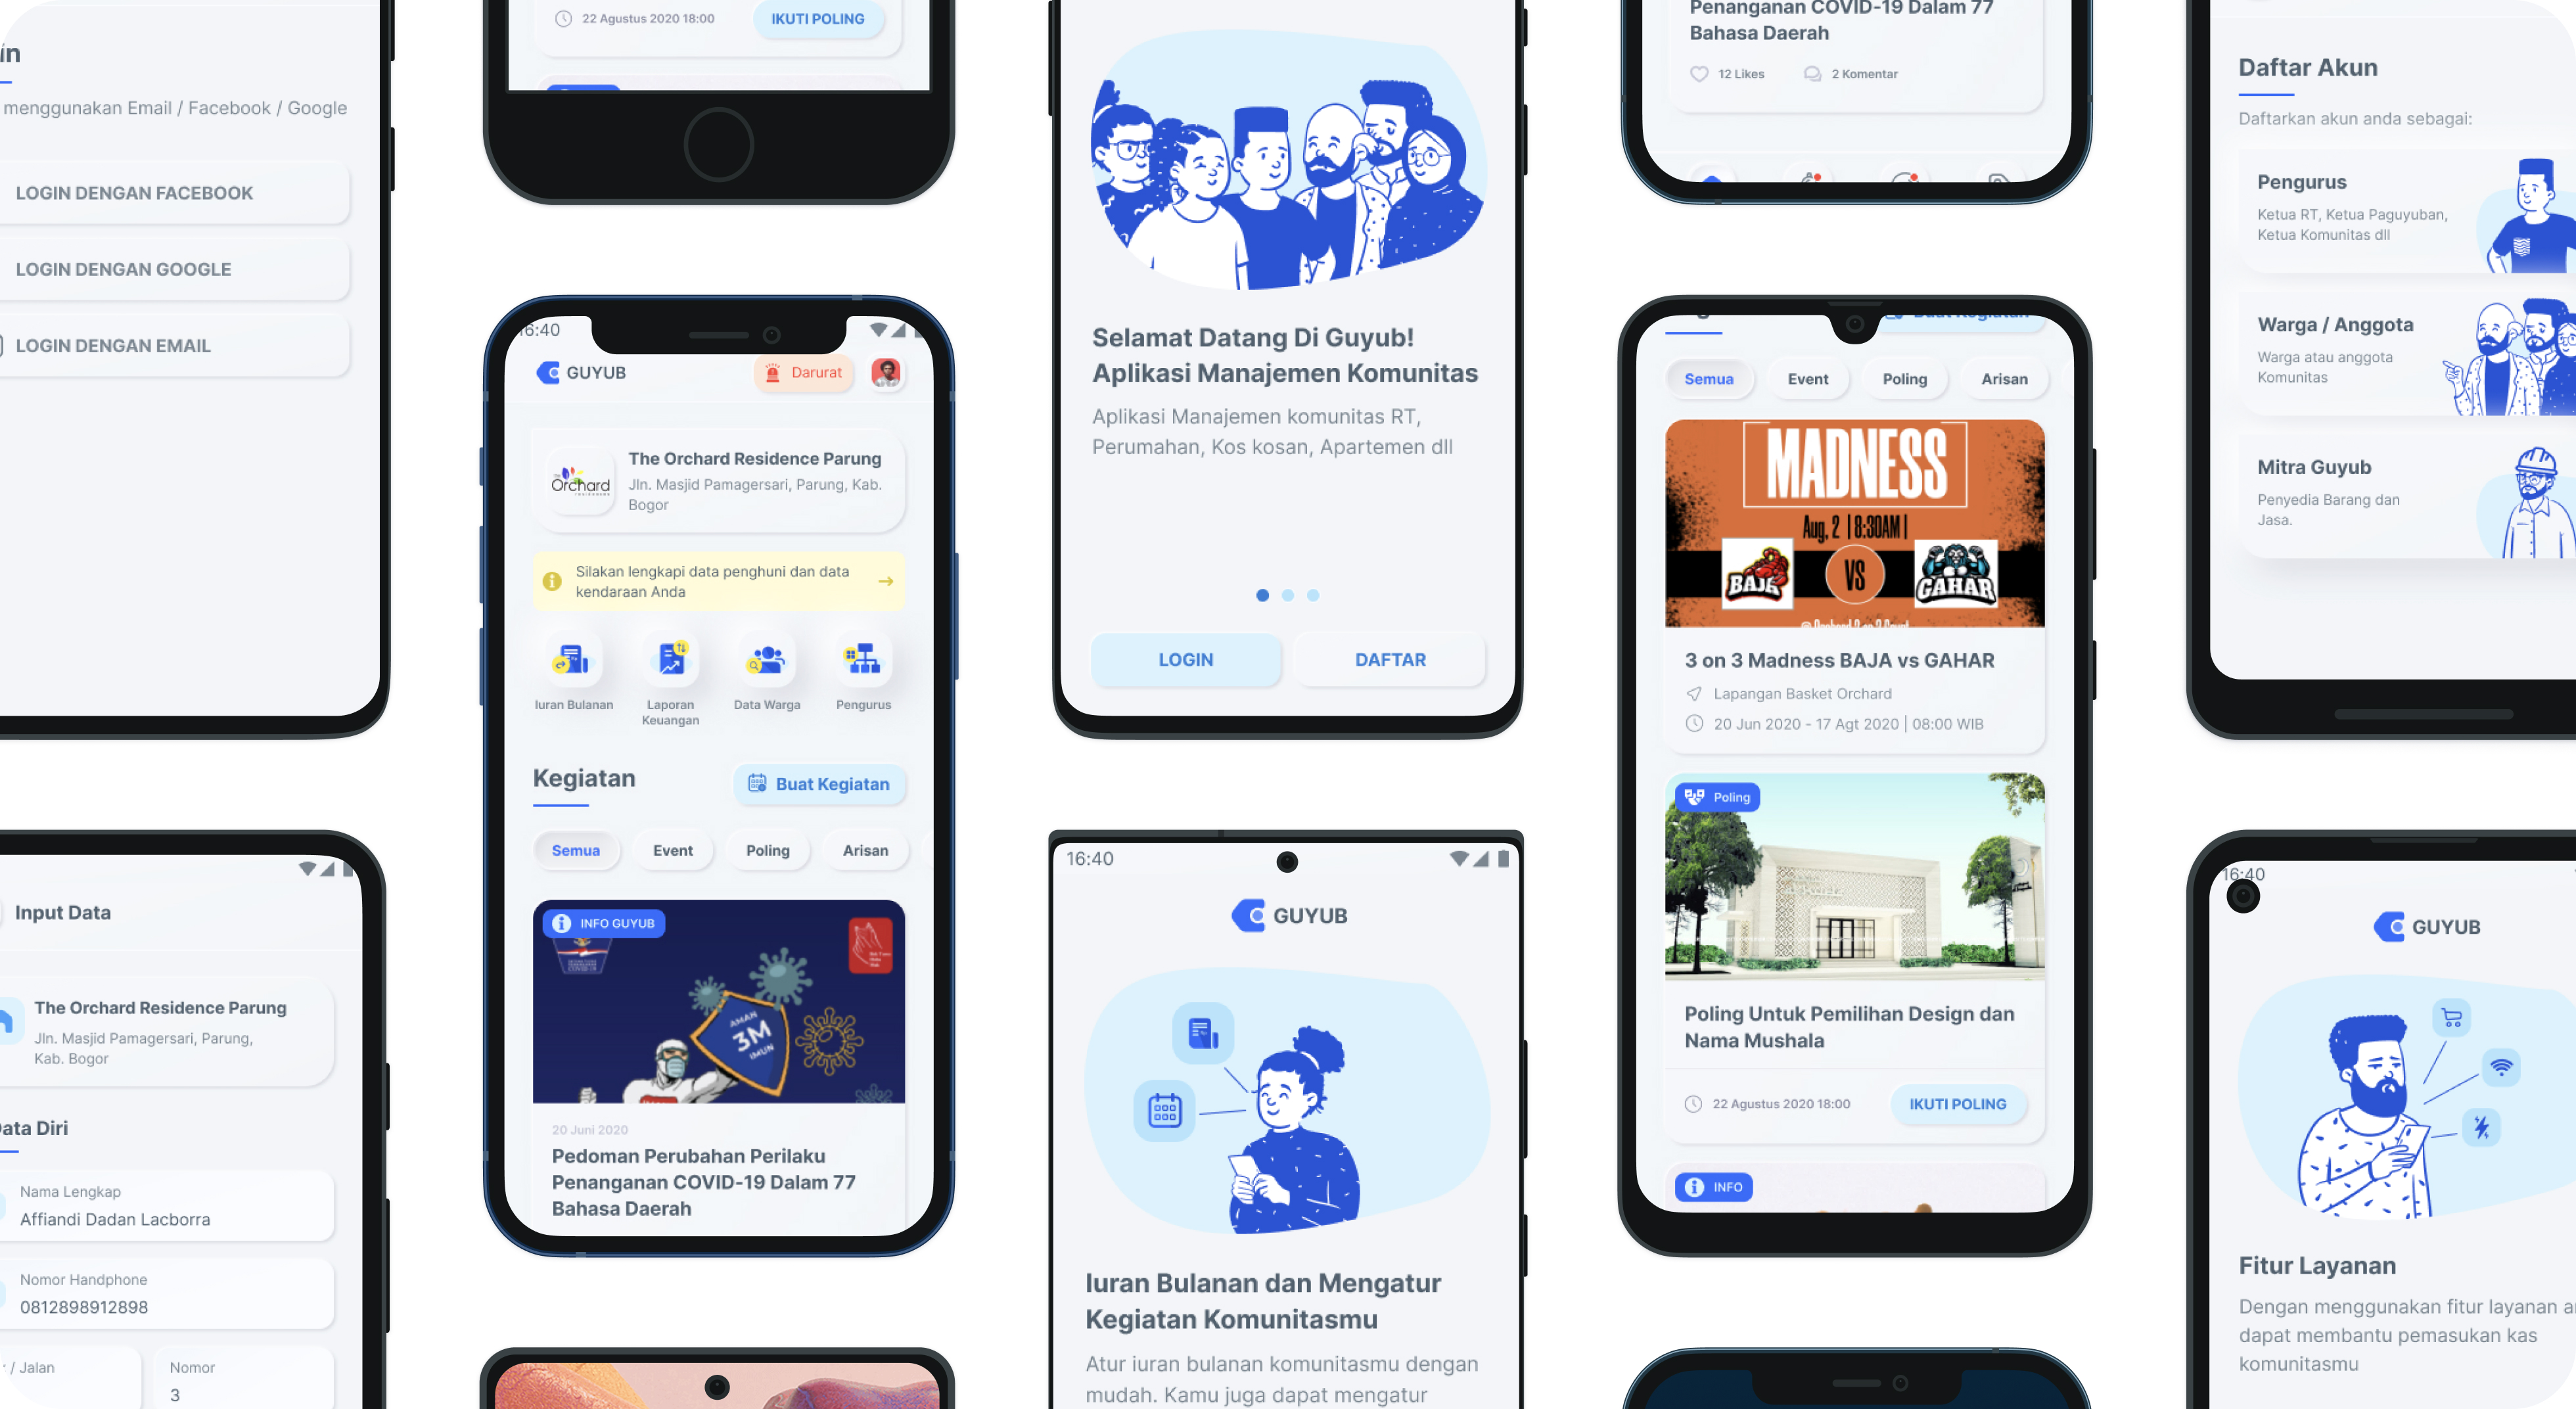 menggunakan Email / Facebook / Google
LOGIN DENGAN FACEBOOK
LOGIN DENGAN GOOGLE
LOGIN DENGAN EMAIL
Input Data
The Orchard Residence Parung
Jln. Masjid Pamagersari, Parung,
Kab. Bogor
Diri
Nama Lengkap
Affiandi Dadan Lacborra
Nomor Handphone
0812898912898
/ Jalan
Nomor
3
22 Agustus 2020 18:00
IKUTI POLING
16:40
GUYUB
Darurat
Orchard
The Orchard Residence Parung
Jln. Masjid Pamagersari, Parung, Kab.
Bogor
Silakan lengkapi data penghuni dan data
kendaraan Anda
Iuran Bulanan
Laporan
Keuangan
Data Warga
Pengurus
Kegiatan
Buat Kegiatan
Semua
Event
Poling
Arisan
INFO GUYUB
AMAN
3M
IMUN
20 Juni 2020
Pedoman Perubahan Perilaku
Penanganan COVID-19 Dalam 77
Bahasa Daerah
Selamat Datang Di Guyub!
Aplikasi Manajemen Komunitas
Aplikasi Manajemen komunitas RT,
Perumahan, Kos kosan, Apartemen dll
LOGIN
DAFTAR
16:40
GUYUB
Iuran Bulanan dan Mengatur
Kegiatan Komunitasmu
Atur iuran bulanan komunitasmu dengan
mudah. Kamu juga dapat mengatur
Penanganan COVID-19 Dalam 77
Bahasa Daerah
12 Likes
2 Komentar
Buat Kegiatan
Semua
Event
Poling
Arisan
MADNESS
Aug, 2 | 8:30AM |
BAJA
VS
GAHAR
3 on 3 Madness BAJA vs GAHAR
Lapangan Basket Orchard
20 Jun 2020 - 17 Agt 2020 | 08:00 WIB
Poling
Poling Untuk Pemilihan Design dan
Nama Mushala
22 Agustus 2020 18:00
IKUTI POLING
INFO
Daftar Akun
Daftarkan akun anda sebagai:
Pengurus
Ketua RT, Ketua Paguyuban,
Ketua Komunitas dll
Warga / Anggota
Warga atau anggota
Komunitas
Mitra Guyub
Penyedia Barang dan
Jasa.
16:40
GUYUB
Fitur Layanan
Dengan menggunakan fitur layanan
dapat membantu pemasukan kas
komunitasmu